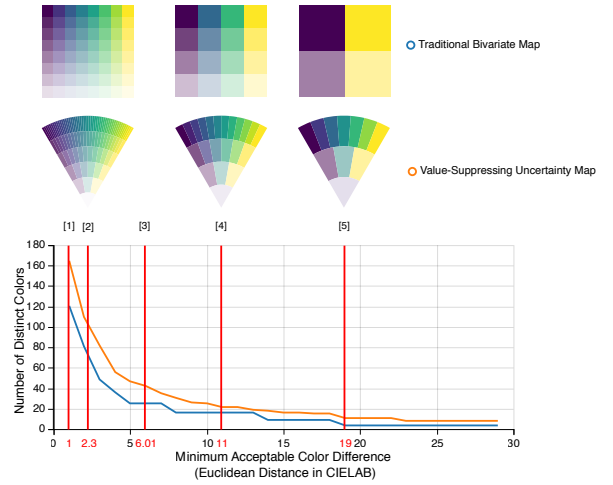 Traditional Bivariate Map
Value-Suppressing Uncertainty Map
[1] [2] [3] [4] [5]
180
160
140
120
100
80
60
40
20
0
Number of Distinct Colors
0 1 2.3 5 6.01 10 11 15 19 20 25 30
Minimum Acceptable Color Difference
(Euclidean Distance in CIELAB)